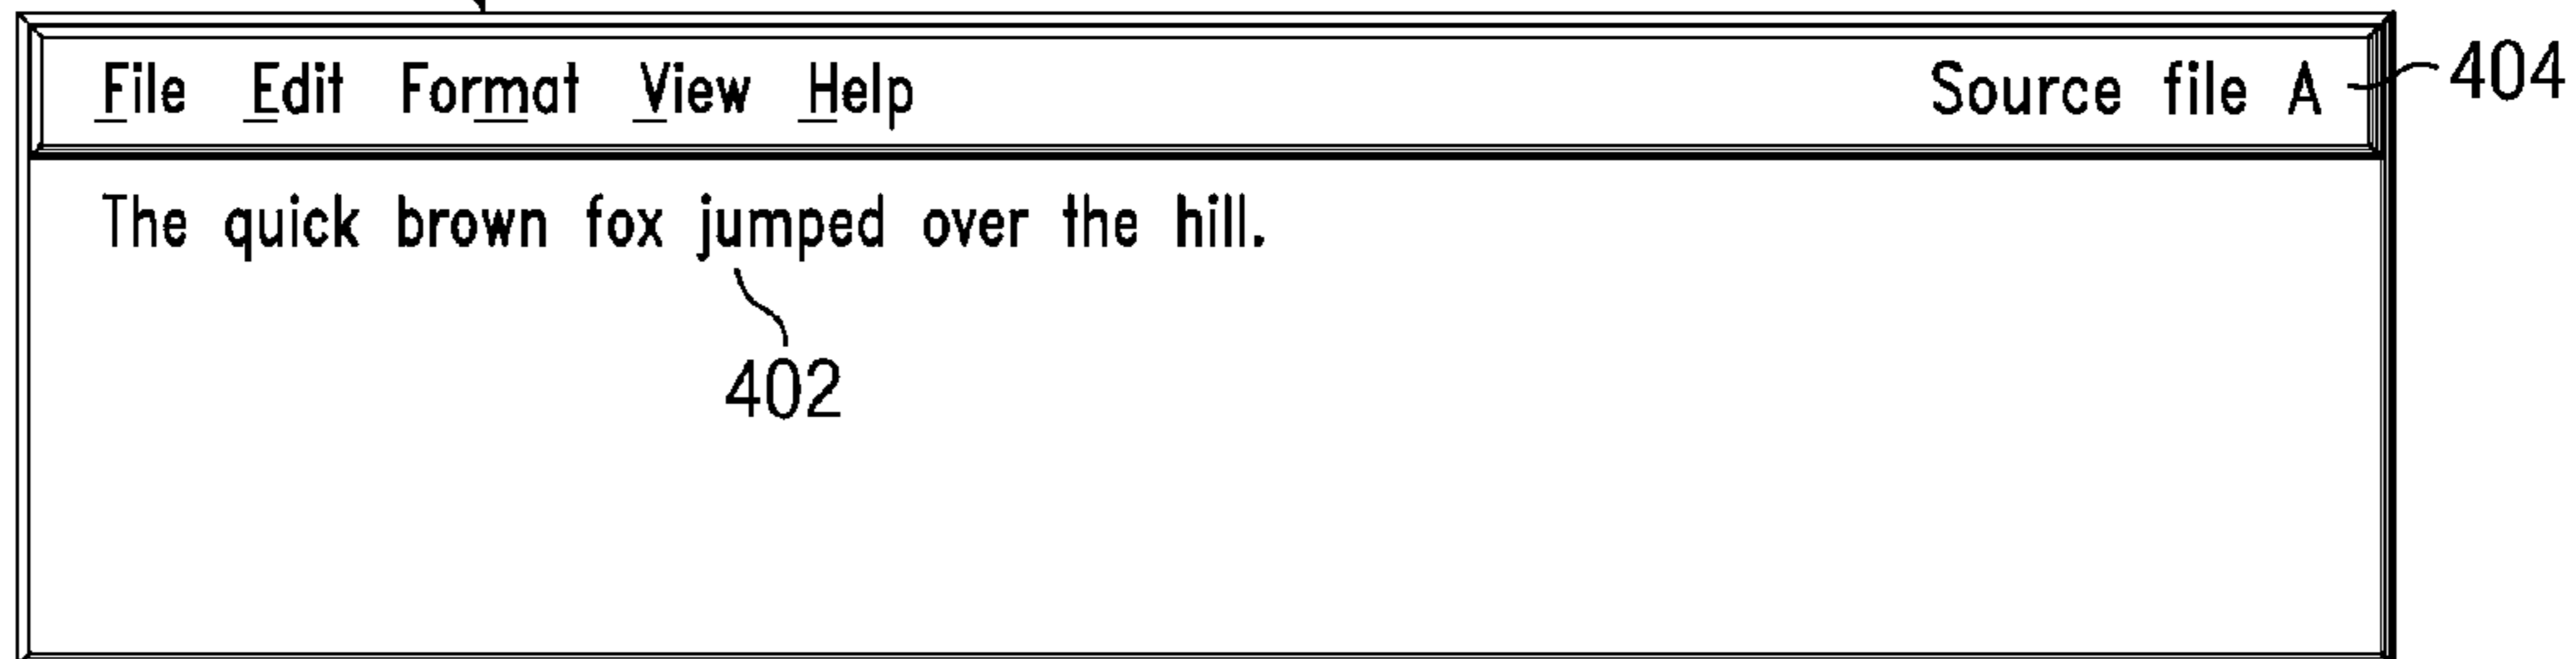 File Edit Format View Help Source file A 404
The quick brown fox jumped over the hill.
402